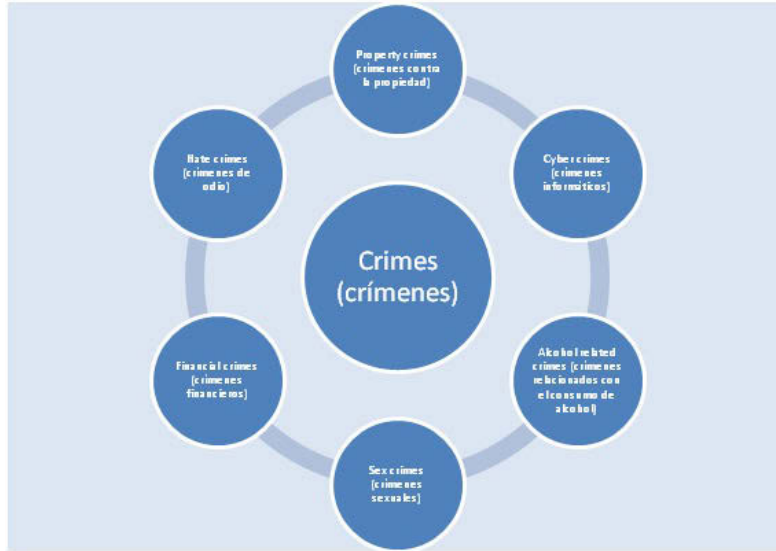 Property crimes
(crímenes contra
la propiedad)
Hate crimes
(crímenes de
odio)
Cyber crimes
(crímenes
informáticos)
Crimes
(crímenes)
Financial crimes
(crímenes
financieros)
Alcohol related
crimes (crímenes
relacionados con
el consumo de
alcohol)
Sex crimes
(crímenes
sexuales)